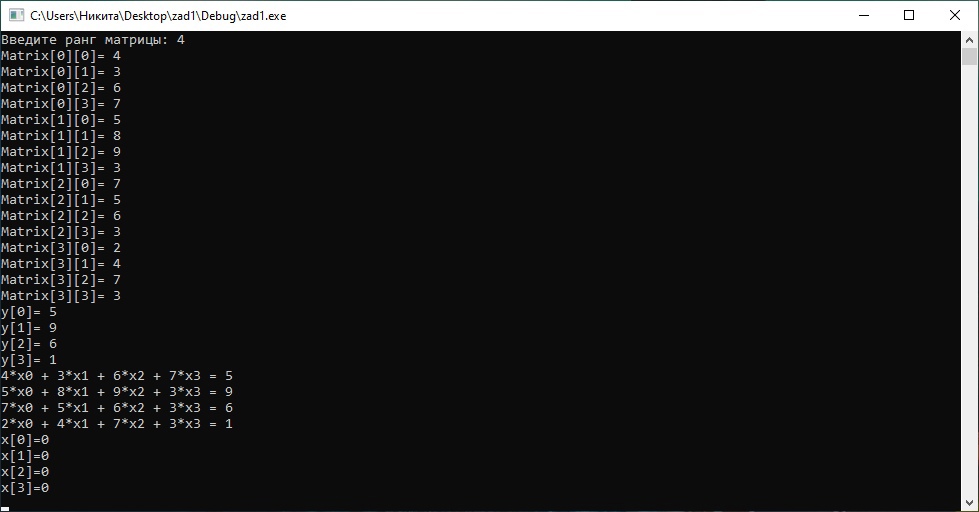 C:\Users\Никита\Desktop\zad1\Debug\zad1.exe
Введите ранг матрицы: 4
Matrix[0][0]= 4
Matrix[0][1]= 3
Matrix[0][2]= 6
Matrix[0][3]= 7
Matrix[1][0]= 5
Matrix[1][1]= 8
Matrix[1][2]= 9
Matrix[1][3]= 3
Matrix[2][0]= 7
Matrix[2][1]= 5
Matrix[2][2]= 6
Matrix[2][3]= 3
Matrix[3][0]= 2
Matrix[3][1]= 4
Matrix[3][2]= 7
Matrix[3][3]= 3
y[0]= 5
y[1]= 9
y[2]= 6
y[3]= 1
4*x0 + 3*x1 + 6*x2 + 7*x3 = 5
5*x0 + 8*x1 + 9*x2 + 3*x3 = 9
7*x0 + 5*x1 + 6*x2 + 3*x3 = 6
2*x0 + 4*x1 + 7*x2 + 3*x3 = 1
x[0]=0
x[1]=0
x[2]=0
x[3]=0